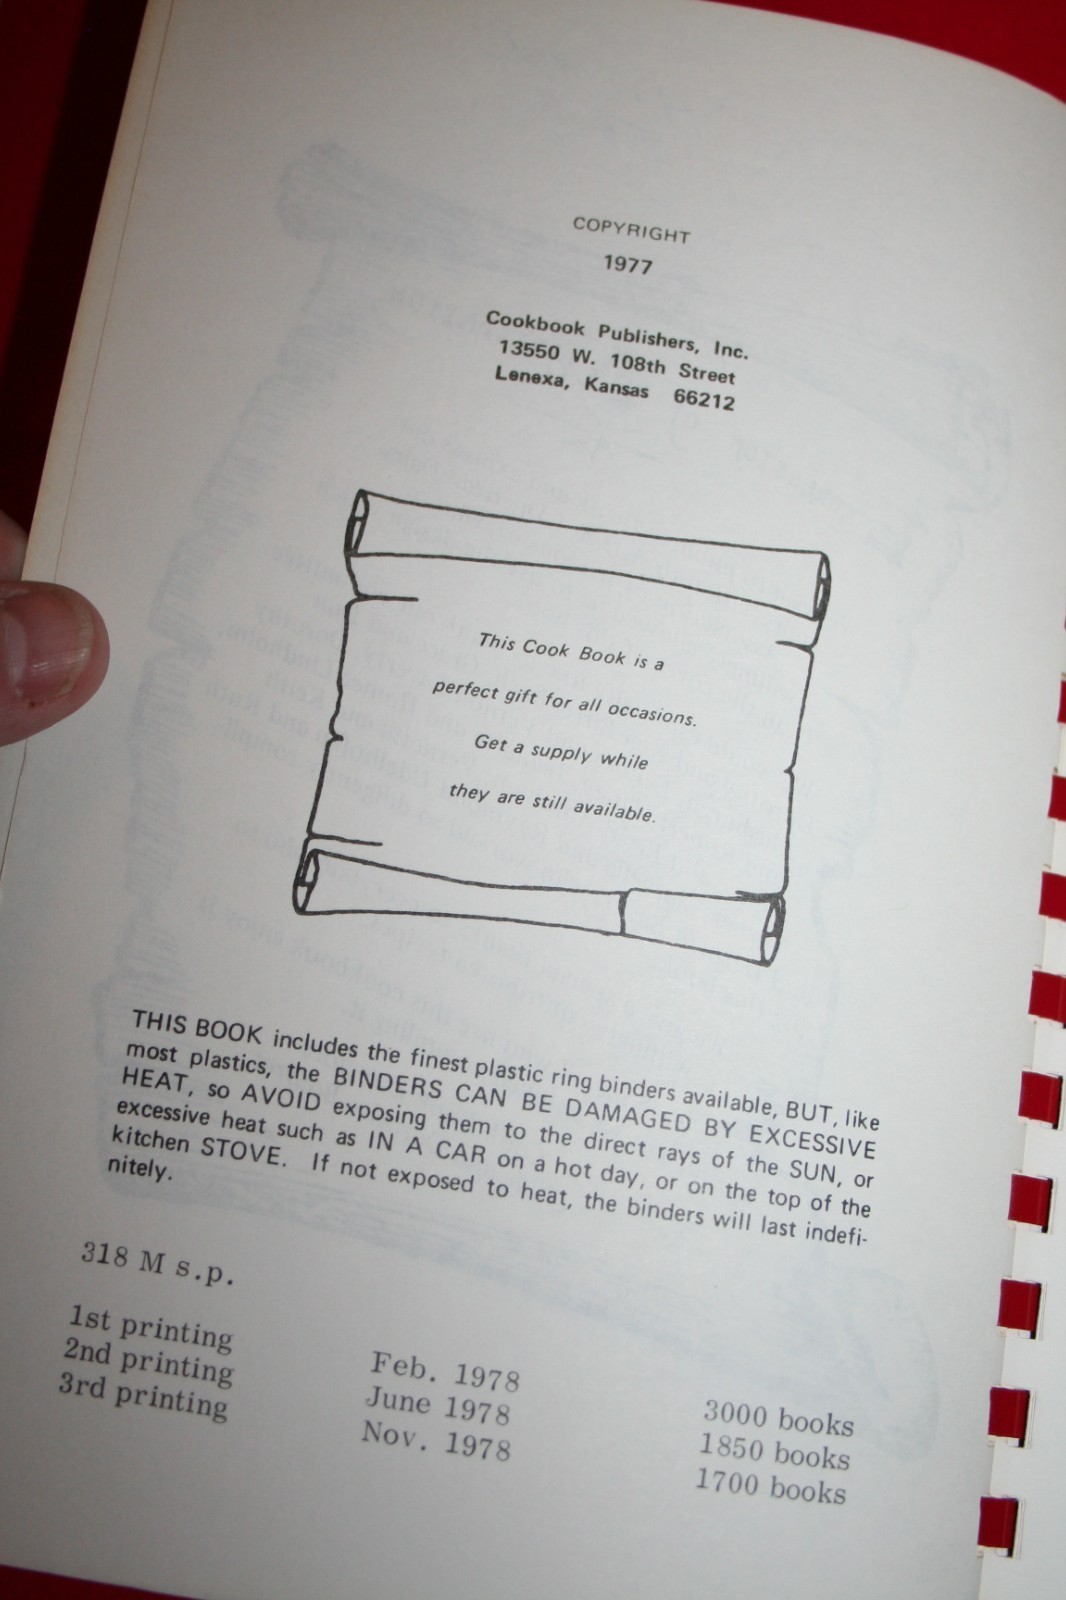 COPYRIGHT
1977
Cookbook Publishers, Inc.
13550 W. 108th Street
Lenexa, Kansas 66212
This Cook Book is a
perfect gift for all occasions.
Get a supply while
they are still available.
THIS BOOK includes the finest plastic ring binders available, BUT, like
most plastics, the BINDERS CAN BE DAMAGED BY EXCESSIVE
HEAT, so AVOID exposing them to the direct rays of the SUN, or
excessive heat such as IN A CAR on a hot day, or on the top of the
kitchen STOVE. If not exposed to heat, the binders will last indefi-
nitely.
318 M s.p.
1st printing Feb. 1978 3000 books
2nd printing June 1978 1850 books
3rd printing Nov. 1978 1700 books